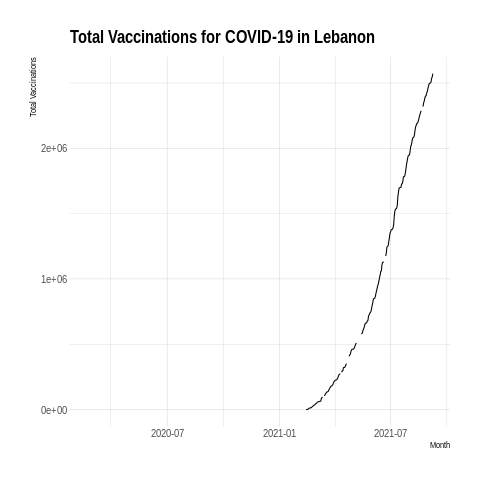 Total Vaccinations for COVID-19 in Lebanon
Total Vaccinations
2e+06
1e+06
0e+00
2020-07 2021-01 2021-07
Month